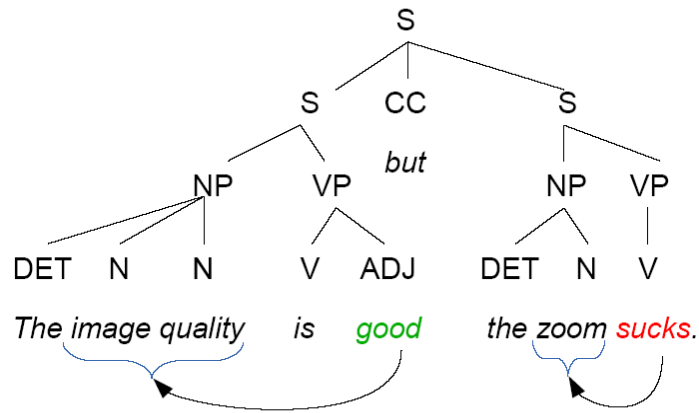 S
S CC S
but
NP VP NP VP
DET N N V ADJ DET N V
The image quality is good the zoom sucks.